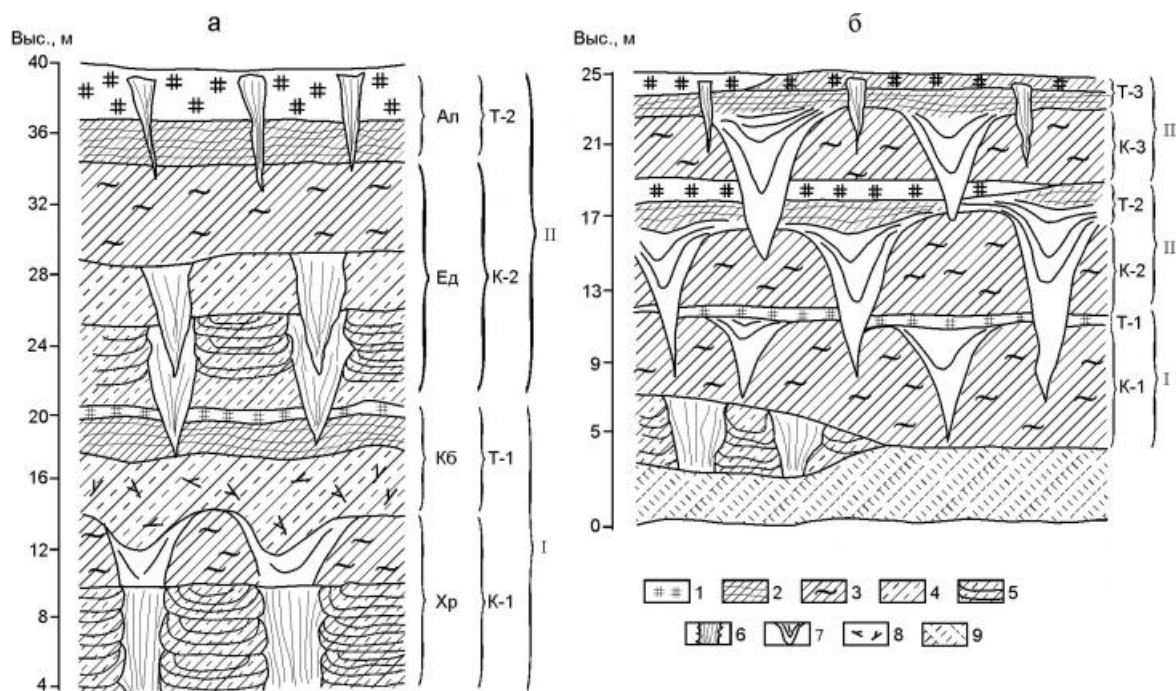 а
Выс., м
40
36
32
28
24
20
16
12
8
4
Ал
Т-2
Ед
К-2
II
Кб
Т-1
Хр
К-1
I
б
Выс., м
25
21
17
13
9
5
0
Т-3
К-3
II
Т-2
К-2
II
Т-1
К-1
I
1
2
3
4
5
6
7
8
9